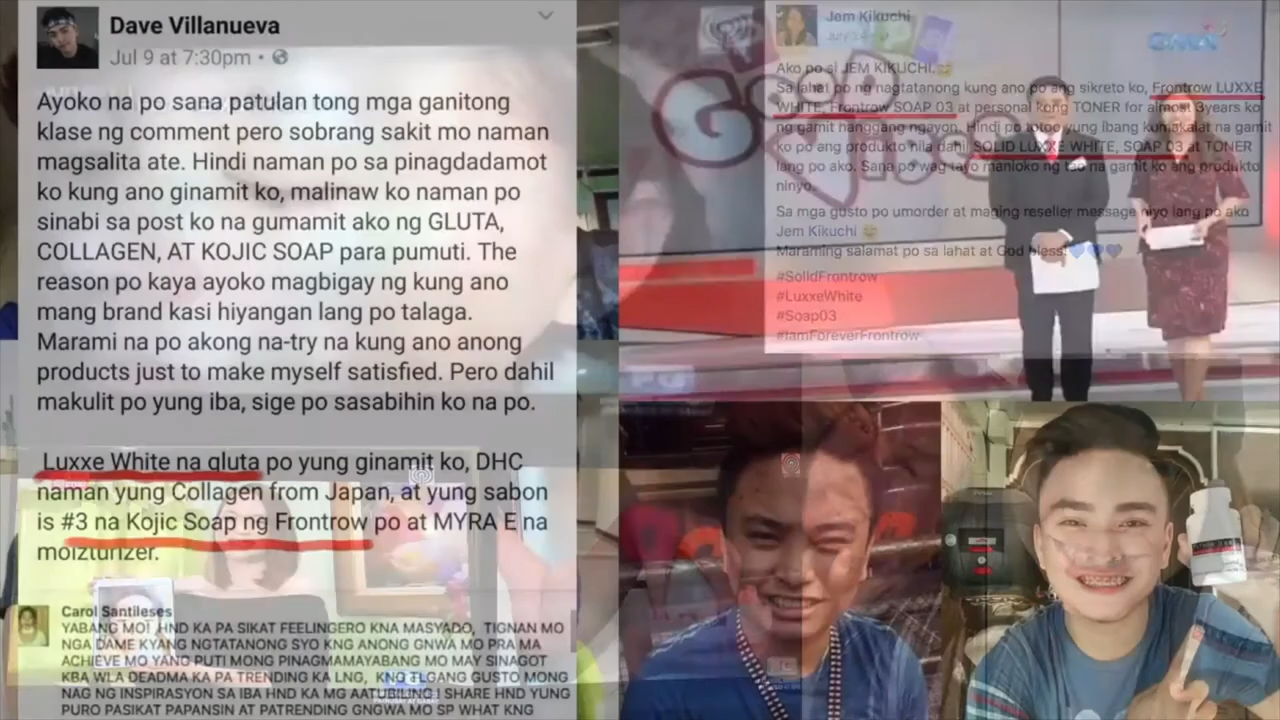 Dave Villanueva
Jul 9 at 7:30pm
Ayoko na po sana patulan tong mga ganitong
klase ng comment pero sobrang sakit mo naman
magsalita ate. Hindi naman po sa pinagdadamot
ko kung ano ginamit ko, malinaw ko naman po
sinabi sa post ko na gumamit ako ng GLUTA,
COLLAGEN, AT KOJIC SOAP para pumuti. The
reason po kaya ayoko magbigay ng kung ano
mang brand kasi hiyangan lang po talaga.
Marami na po akong na-try na kung ano anong
products just to make myself satisfied. Pero dahil
makulit po yung iba, sige po sasabihin ko na po.
Luxxe White na gluta po yung ginamit ko, DHC
naman yung Collagen from Japan, at yung sabon
is #3 na Kojic Soap ng Frontrow po at MYRA E na
moizturizer.
Carol Santileses
YABANG MO! HND KA PA SIKAT FEELINGERO KNA MASYADO, TIGNAN MO
NGA DAME KYANG NGTATANONG SYO KNG ANONG GNWA MO PRA MA
ACHIEVE MO YAND PUTI MONG PINAGMAMAYABANG MO MAY SINAGOT
KBA WLA DEADMA KA PA TRENDING KA LNG, KNG TLGANG GUSTO MONG
NAG NG INSPIRASYON SA IBA HND KA MG AATUBILING I SHARE HND YUNG
PURO PASIKAT PAPANSIN AT PATRENDING GNGWA MO SP WHAT KNG
Jem Kikuchi
GMA
Ako po si JEM KIKUCHI.
Sa lahat po ng nagtatanong kung ano po ang sikreto ko, Frontrow LUXXE
WHITE, Frontrow SOAP 03 at personal kong TONER for almost 3years ko
ng gamit hanggang ngayon. Hindi po totoo yung ibang kumakalat na gamit
ko po ang produkto nila dahil SOLID LUXXE WHITE, SOAP 03 at TONER
lang po ako. Sana po wag tayo manloko ng tao na gamit ko ang produkto
ninyo.
Sa mga gusto po umorder at maging reseller message niyo lang po ako
Jem Kikuchi
Maraming salamat po sa lahat at God bless!
#SolidFrontrow
#LuxxeWhite
#Soap03
#IamForeverFrontrow